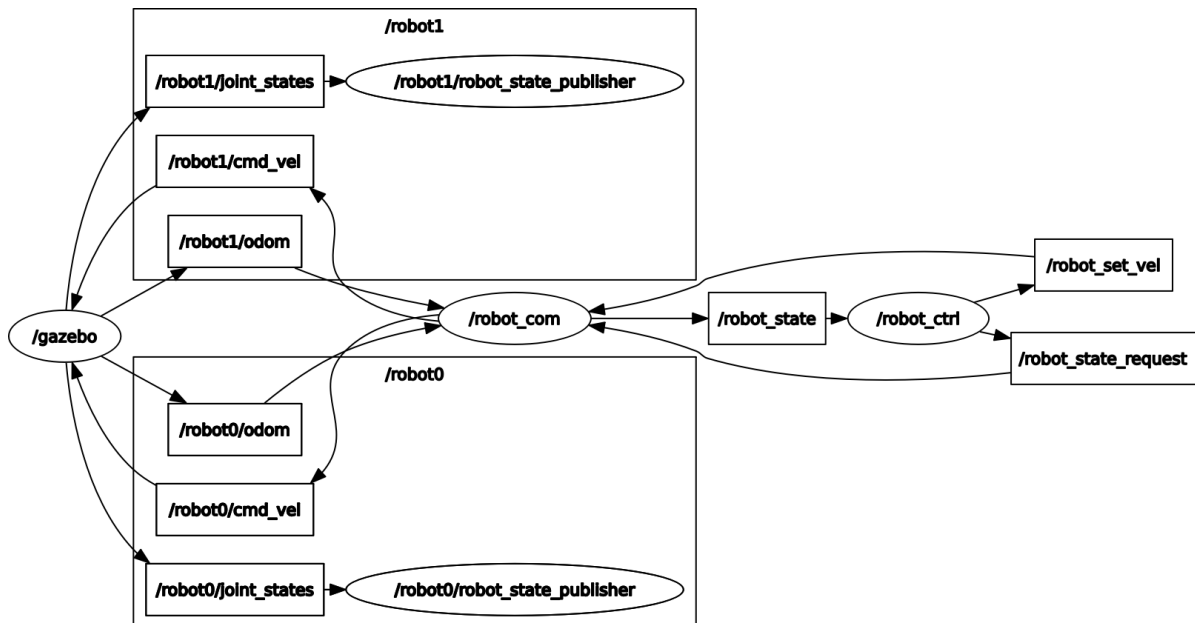 /robot1
/robot1/joint_states
/robot1/robot_state_publisher
/robot1/cmd_vel
/robot1/odom
/robot_set_vel
/gazebo
/robot_com
/robot_state
/robot_ctrl
/robot_state_request
/robot0
/robot0/odom
/robot0/cmd_vel
/robot0/joint_states
/robot0/robot_state_publisher